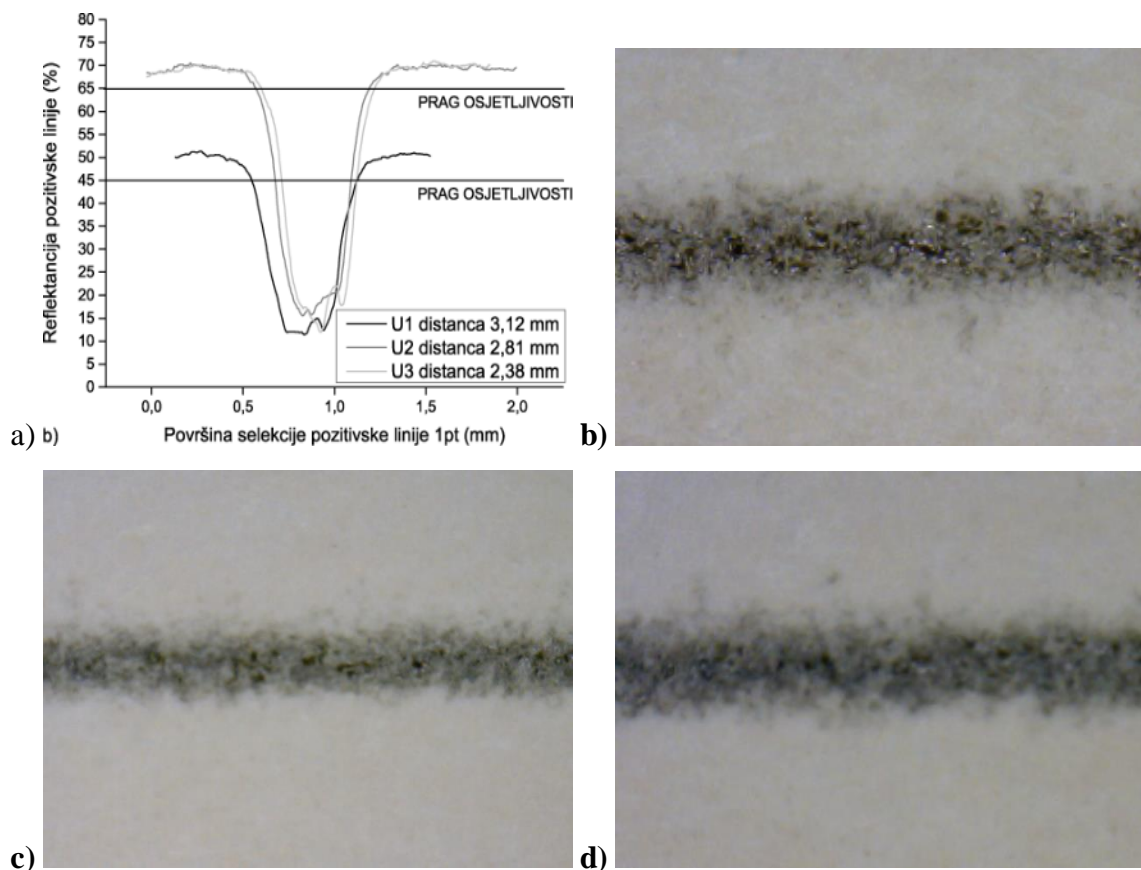 80
75
70
65
60
55
50
45
40
35
30
25
20
15
10
5
0
Reflektancija pozitivske linije (%)
PRAG OSJETLJIVOSTI
PRAG OSJETLJIVOSTI
U1 distanca 3,12 mm
U2 distanca 2,81 mm
U3 distanca 2,38 mm
0,0 0,5 1,0 1,5 2,0
Površina selekcije pozitivske linije 1pt (mm)
a) b)
b)
c)
d)